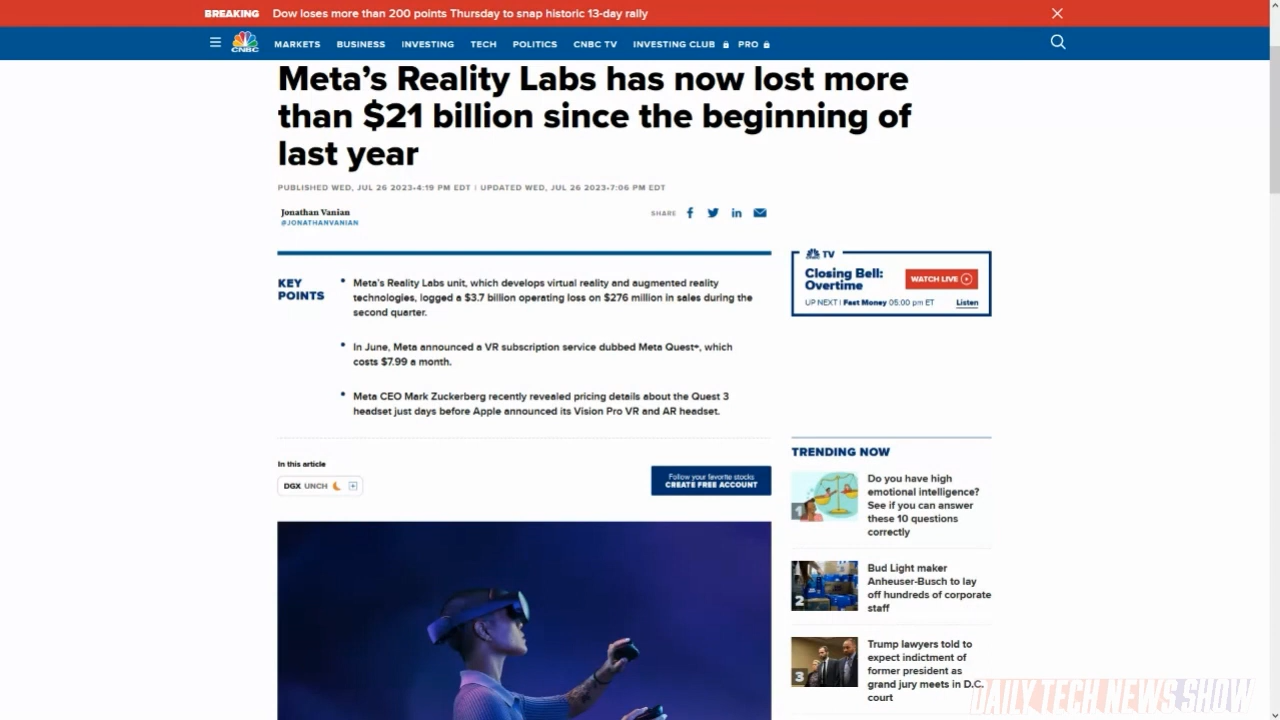 BREAKING Dow loses more than 200 points Thursday to snap historic 13-day rally
CNBC MARKETS BUSINESS INVESTING TECH POLITICS CNBC TV INVESTING CLUB PRO
Meta’s Reality Labs has now lost more
than $21 billion since the beginning of
last year
PUBLISHED WED, JUL 26 2023•4:19 PM EDT | UPDATED WED, JUL 26 2023•7:06 PM EDT
Jonathan Vanian
@JONATHANVANIAN
SHARE
KEY
POINTS
• Meta’s Reality Labs unit, which develops virtual reality and augmented reality
technologies, logged a $3.7 billion operating loss on $276 million in sales during the
second quarter.
• In June, Meta announced a VR subscription service dubbed Meta Quest+, which
costs $7.99 a month.
• Meta CEO Mark Zuckerberg recently revealed pricing details about the Quest 3
headset just days before Apple announced its Vision Pro VR and AR headset.
In this article
DGX UNCH
Follow your favorite stocks
CREATE FREE ACCOUNT
TV
Closing Bell:
Overtime
WATCH LIVE
UP NEXT | Fast Money 05:00 pm ET
Listen
TRENDING NOW
1
Do you have high
emotional intelligence?
See if you can answer
these 10 questions
correctly
2
Bud Light maker
Anheuser-Busch to lay
off hundreds of corporate
staff
3
Trump lawyers told to
expect indictment of
former president as
grand jury meets in D.C.
court
DAILY TECH NEWS SHOW